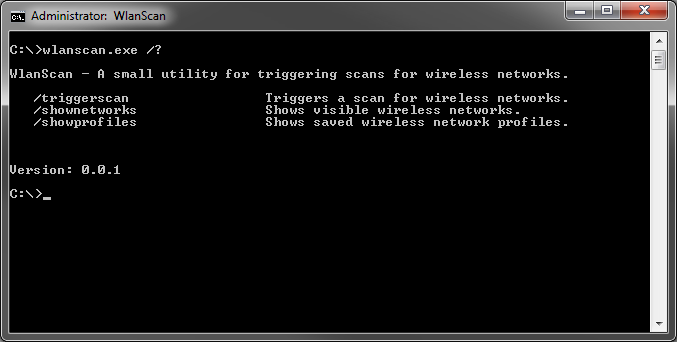 Administrator: WlanScan
C:\>wlanscan.exe /?
WlanScan - A small utility for triggering scans for wireless networks.
/triggerscan Triggers a scan for wireless networks.
/shownetworks Shows visible wireless networks.
/showprofiles Shows saved wireless network profiles.
Version: 0.0.1
C:\>_